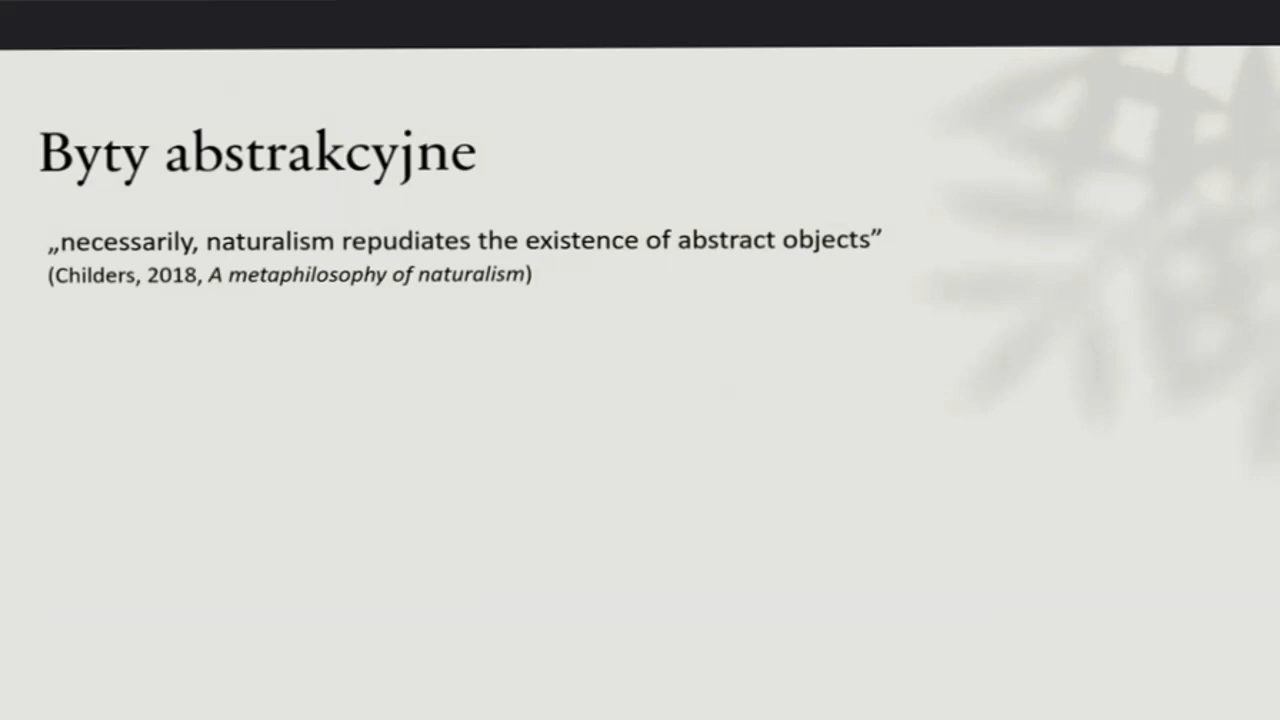 Byty abstrakcyjne
„necessarily, naturalism repudiates the existence of abstract objects”
(Childers, 2018, A metaphilosophy of naturalism)